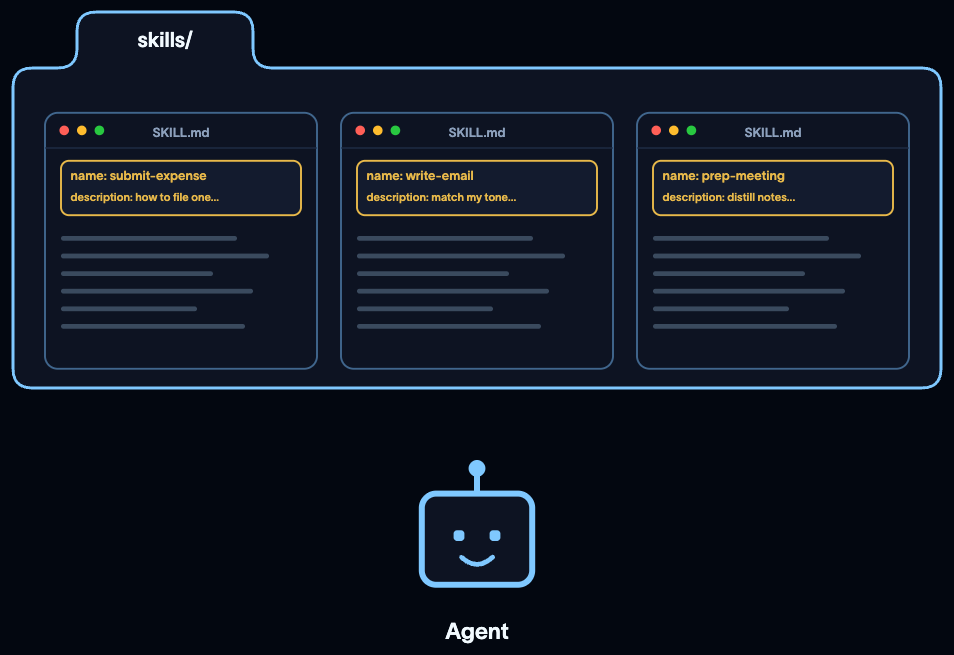 skills/
SKILL.md
name: submit-expense
description: how to file one...
SKILL.md
name: write-email
description: match my tone...
SKILL.md
name: prep-meeting
description: distill notes...
Agent